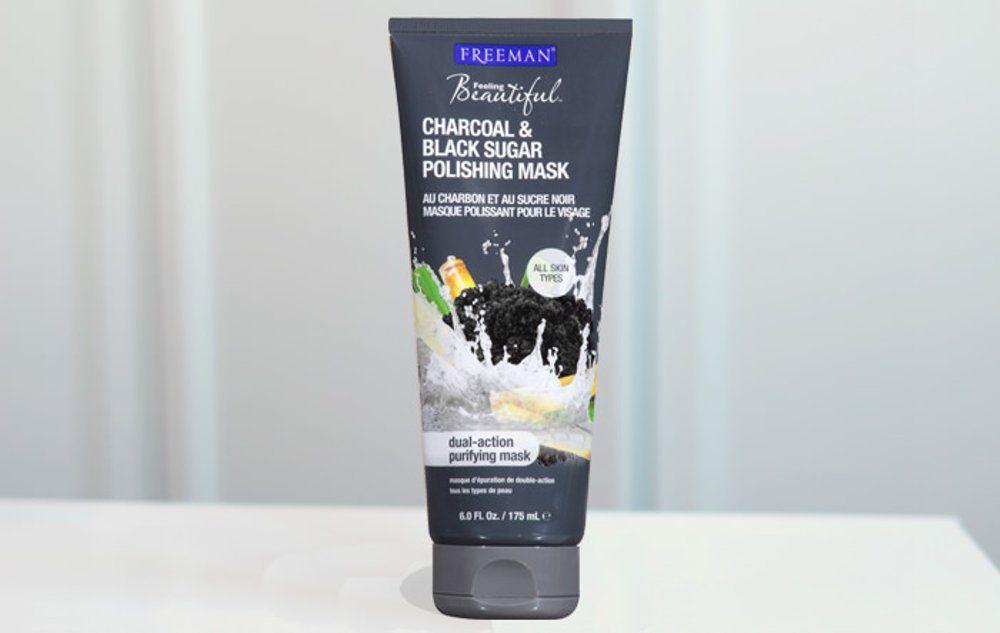 FREEMAN®
Feeling
Beautiful™
CHARCOAL &
BLACK SUGAR
POLISHING MASK
AU CHARBON ET AU SUCRE NOIR
MASQUE POLISSANT POUR LE VISAGE
ALL SKIN
TYPES
dual-action
purifying mask
masque d'épuration de double-action
tous les types de peau
6.0 Fl. Oz. / 175 mL ℮